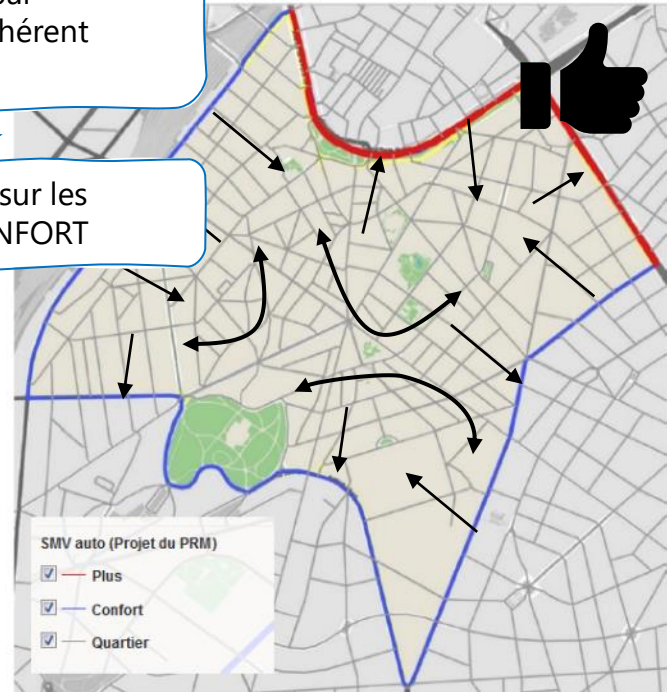 hérent
sur les
NFORT
SMV auto (Projet du PRM)
Plus
Confort
Quartier